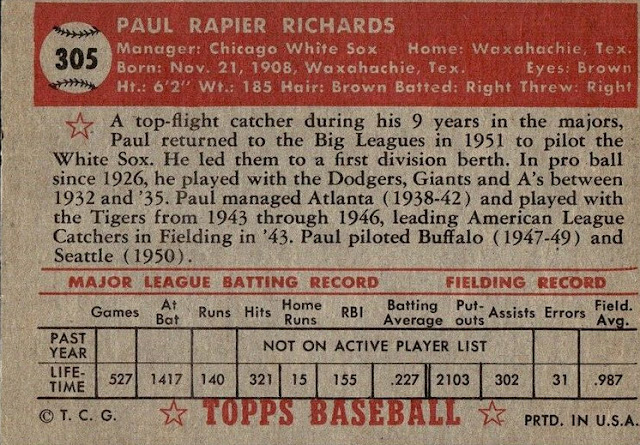 305
PAUL RAPIER RICHARDS
Manager: Chicago White Sox Home: Waxahachie, Tex.
Born: Nov. 21, 1908, Waxahachie, Tex. Eyes: Brown
Ht.: 6'2" Wt.: 185 Hair: Brown Batted: Right Threw: Right
A top-flight catcher during his 9 years in the majors,
Paul returned to the Big Leagues in 1951 to pilot the
White Sox. He led them to a first division berth. In pro ball
since 1926, he played with the Dodgers, Giants and A's between
1932 and '35. Paul managed Atlanta (1938-42) and played with
the Tigers from 1943 through 1946, leading American League
Catchers in Fielding in '43. Paul piloted Buffalo (1947-49) and
Seattle (1950).
MAJOR LEAGUE BATTING RECORD FIELDING RECORD
Games At Bat Runs Hits Home Runs RBI Batting Average Put-outs Assists Errors Field. Avg.
PAST YEAR NOT ON ACTIVE PLAYER LIST
LIFE-TIME 527 1417 140 321 15 155 .227 2103 302 31 .987
© T. C. G. TOPPS BASEBALL PRTD. IN U.S.A.